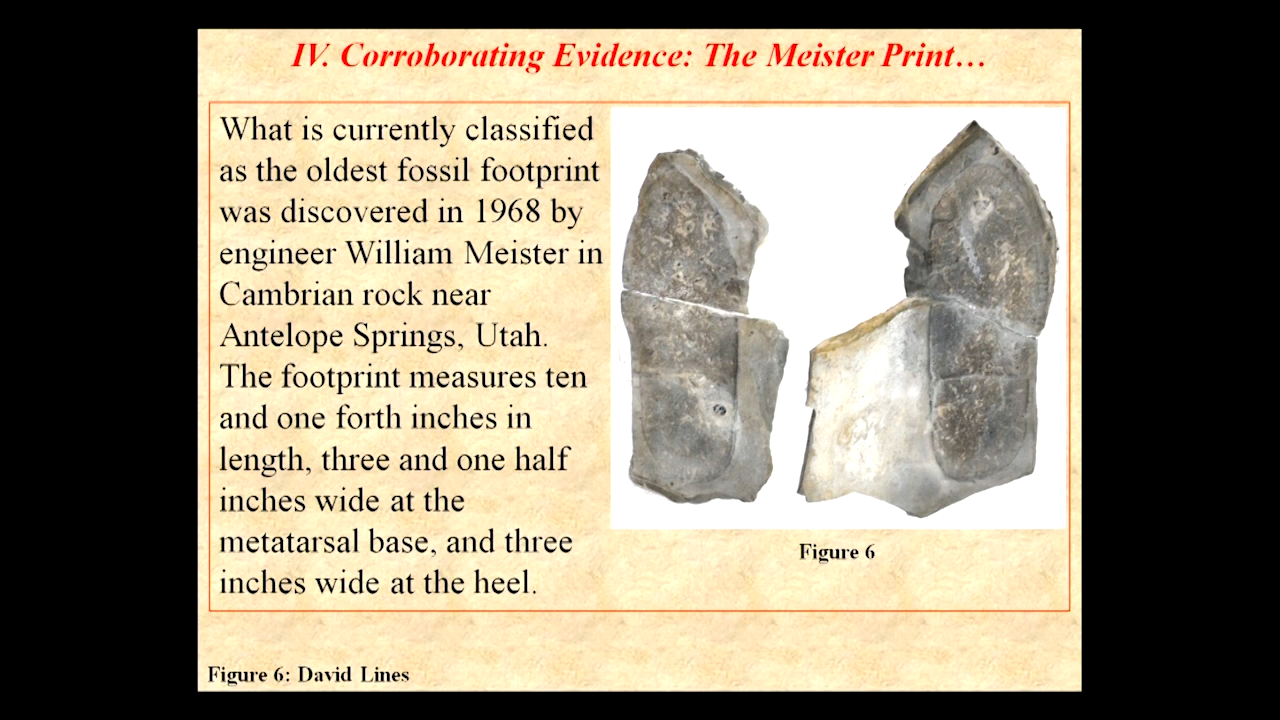 IV. Corroborating Evidence: The Meister Print…
What is currently classified
as the oldest fossil footprint
was discovered in 1968 by
engineer William Meister in
Cambrian rock near
Antelope Springs, Utah.
The footprint measures ten
and one forth inches in
length, three and one half
inches wide at the
metatarsal base, and three
inches wide at the heel.
Figure 6
Figure 6: David Lines